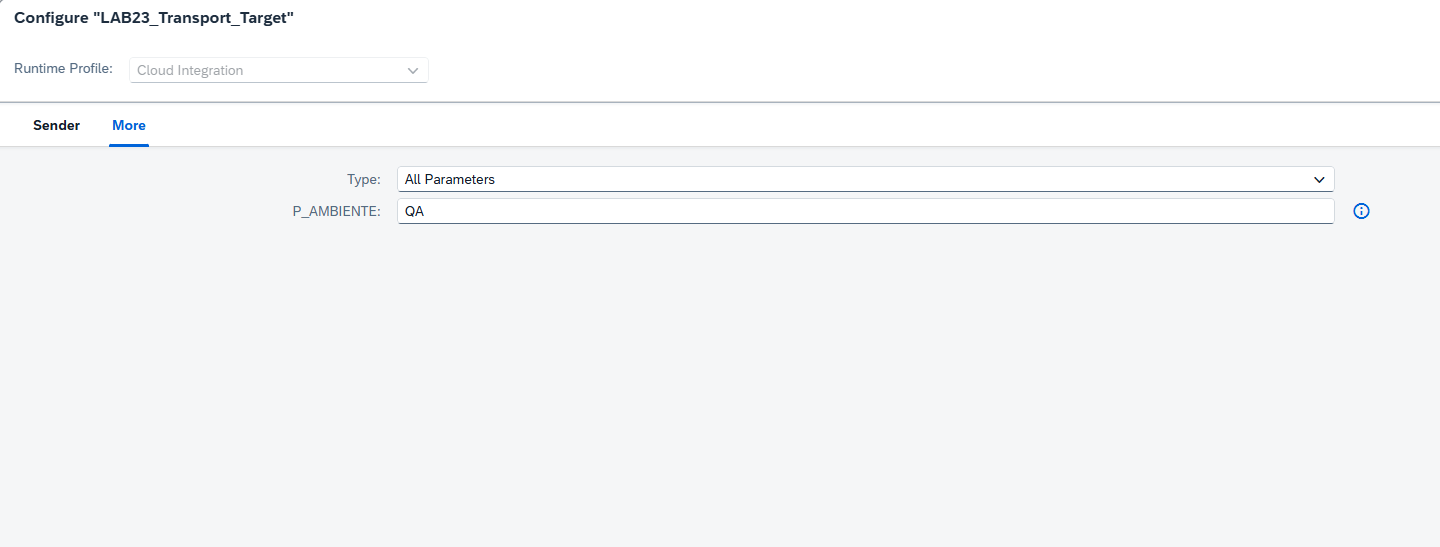 Configure "LAB23_Transport_Target"
Runtime Profile: Cloud Integration
Sender More
Type: All Parameters
P_AMBIENTE: QA